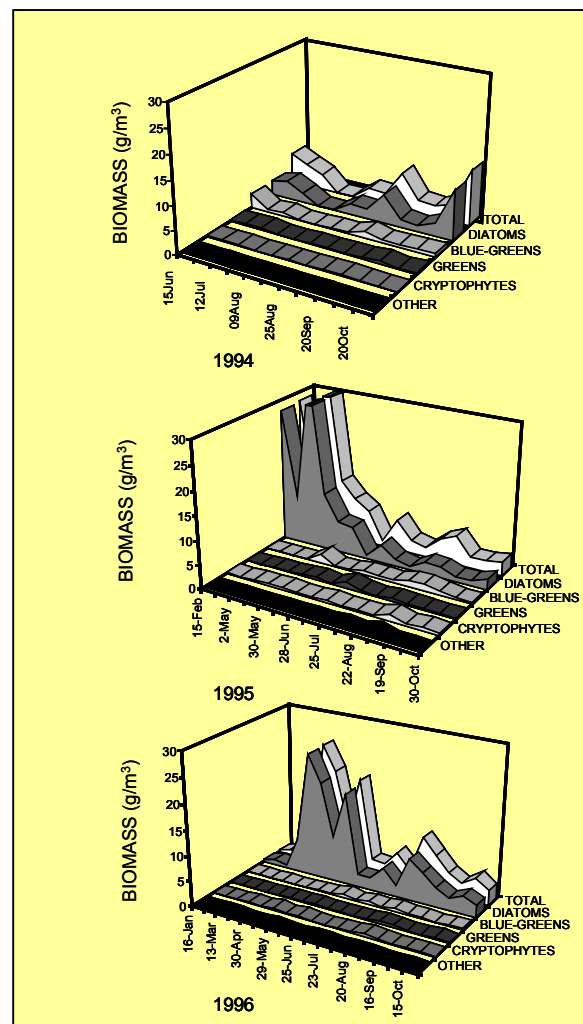 BIOMASS (g/m³)
30
25
20
15
10
5
0
15Jun
12Jul
09Aug
25Aug
20Sep
20Oct
TOTAL
DIATOMS
BLUE-GREENS
GREENS
CRYPTOPHYTES
OTHER
1994
BIOMASS (g/m³)
30
25
20
15
10
5
0
15-Feb
2-May
30-May
28-Jun
25-Jul
22-Aug
19-Sep
30-Oct
TOTAL
DIATOMS
BLUE-GREENS
GREENS
CRYPTOPHYTES
OTHER
1995
BIOMASS (g/m³)
30
25
20
15
10
5
0
16-Jan
13-Mar
30-Apr
29-May
25-Jun
23-Jul
20-Aug
16-Sep
15-Oct
TOTAL
DIATOMS
BLUE-GREENS
GREENS
CRYPTOPHYTES
OTHER
1996